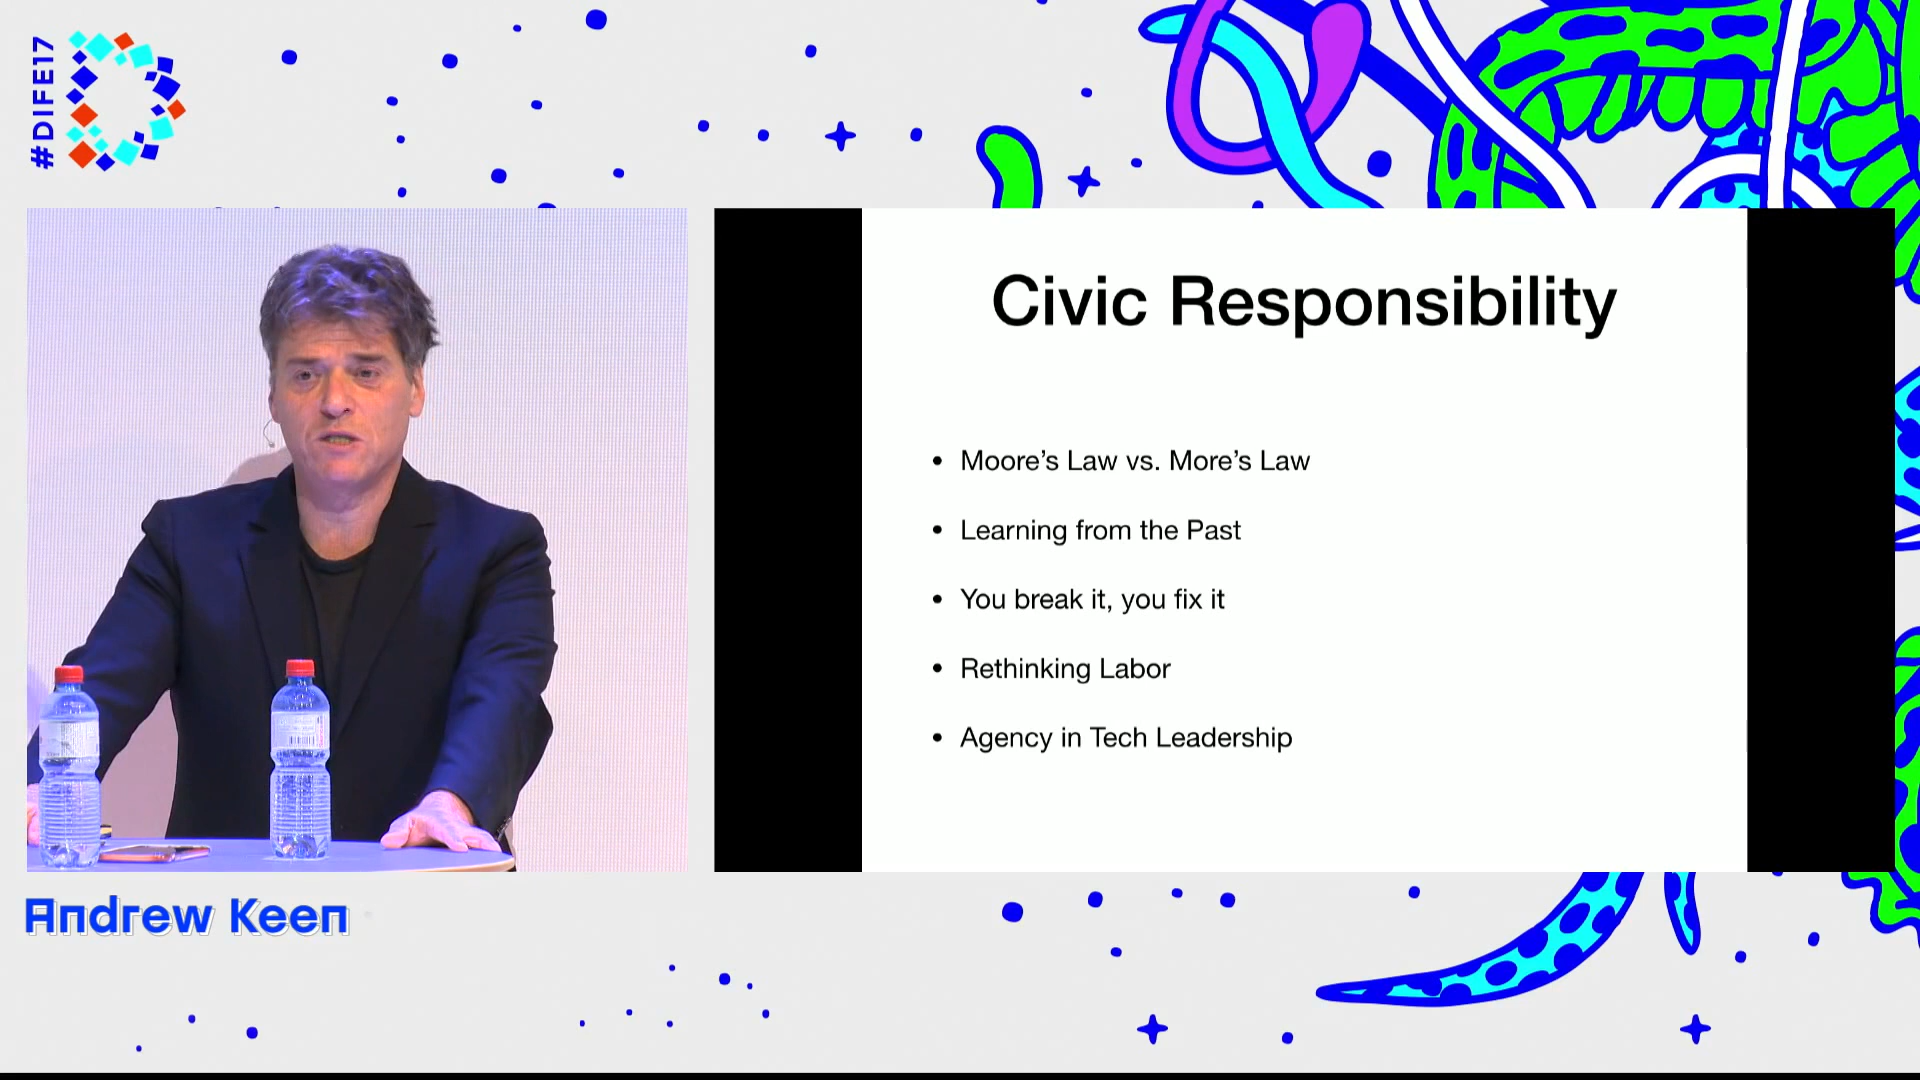 #DIFE17
Civic Responsibility
• Moore’s Law vs. More’s Law
• Learning from the Past
• You break it, you fix it
• Rethinking Labor
• Agency in Tech Leadership
Andrew Keen